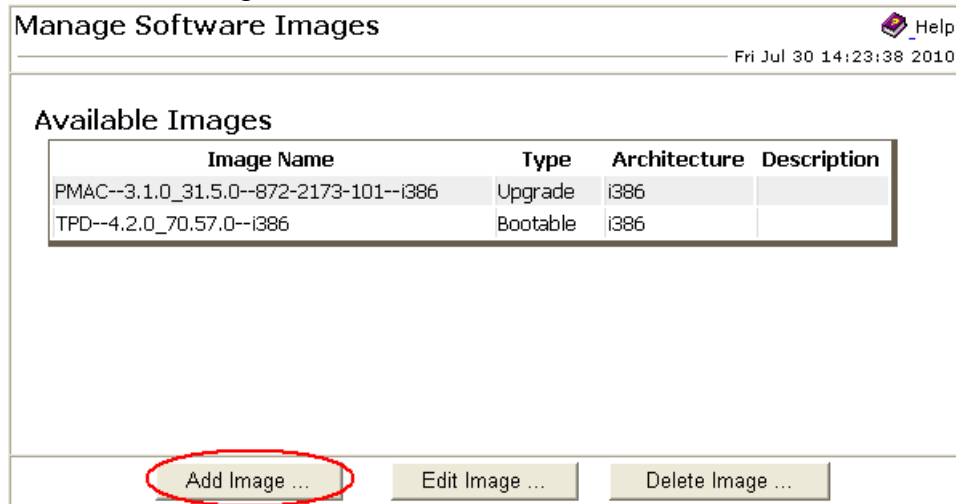 Manage Software Images
Help
Fri Jul 30 14:23:38 2010
Available Images
Image Name Type Architecture Description
PMAC--3.1.0_31.5.0--872-2173-101--i386 Upgrade i386
TPD--4.2.0_70.57.0--i386 Bootable i386
Add Image ... Edit Image ... Delete Image ...